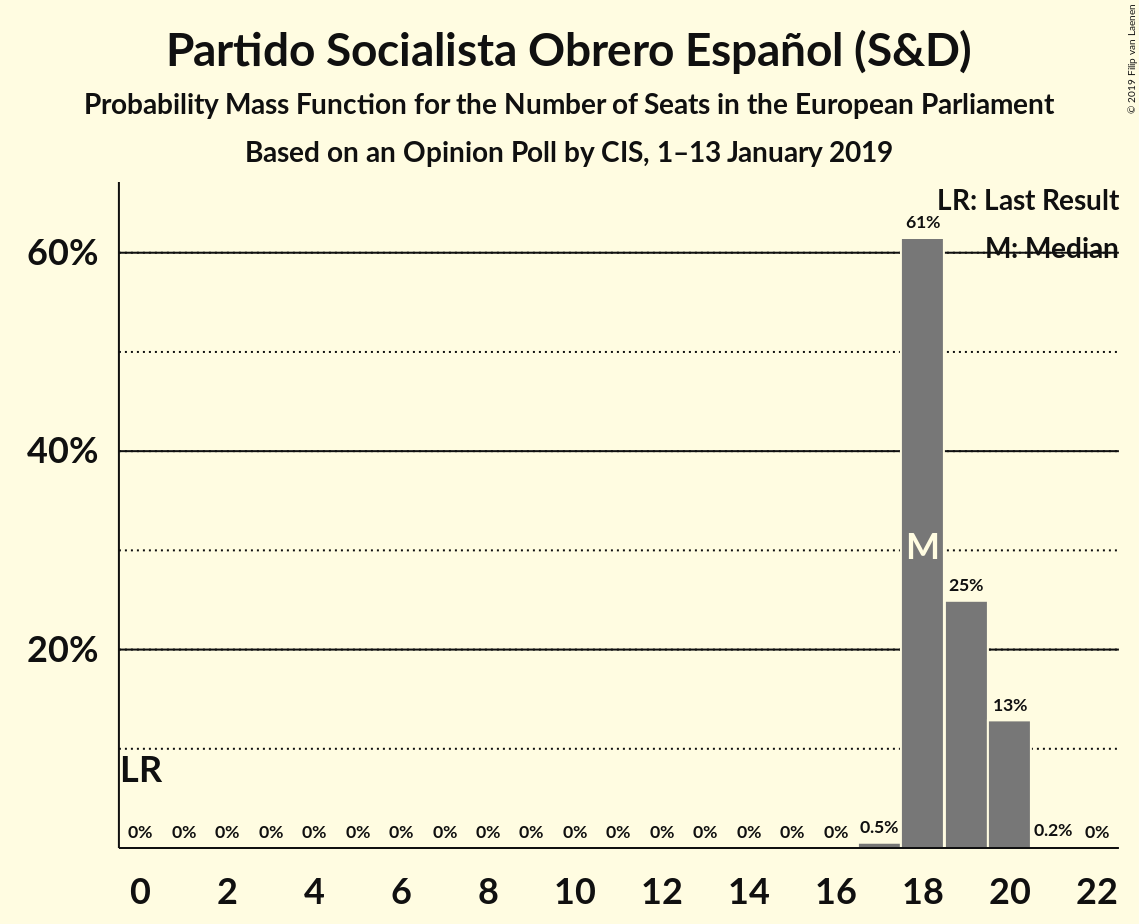 Partido Socialista Obrero Español (S&D)
Probability Mass Function for the Number of Seats in the European Parliament
Based on an Opinion Poll by CIS, 1–13 January 2019
© 2019 Filip van Laenen
LR: Last Result
M: Median
60%
40%
20%
61%
M
25%
13%
LR
0% 0% 0% 0% 0% 0% 0% 0% 0% 0% 0% 0% 0% 0% 0% 0% 0% 0.5% 0.2% 0%
0 2 4 6 8 10 12 14 16 18 20 22